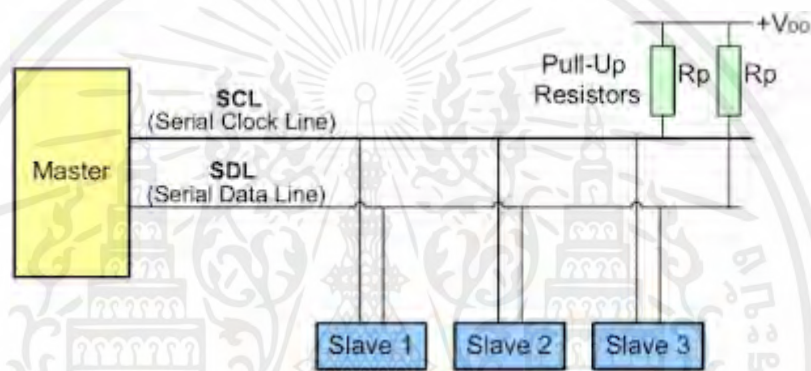 +VDD
Pull-Up
Resistors
Rp
Rp
SCL
(Serial Clock Line)
Master
SDL
(Serial Data Line)
Slave 1
Slave 2
Slave 3